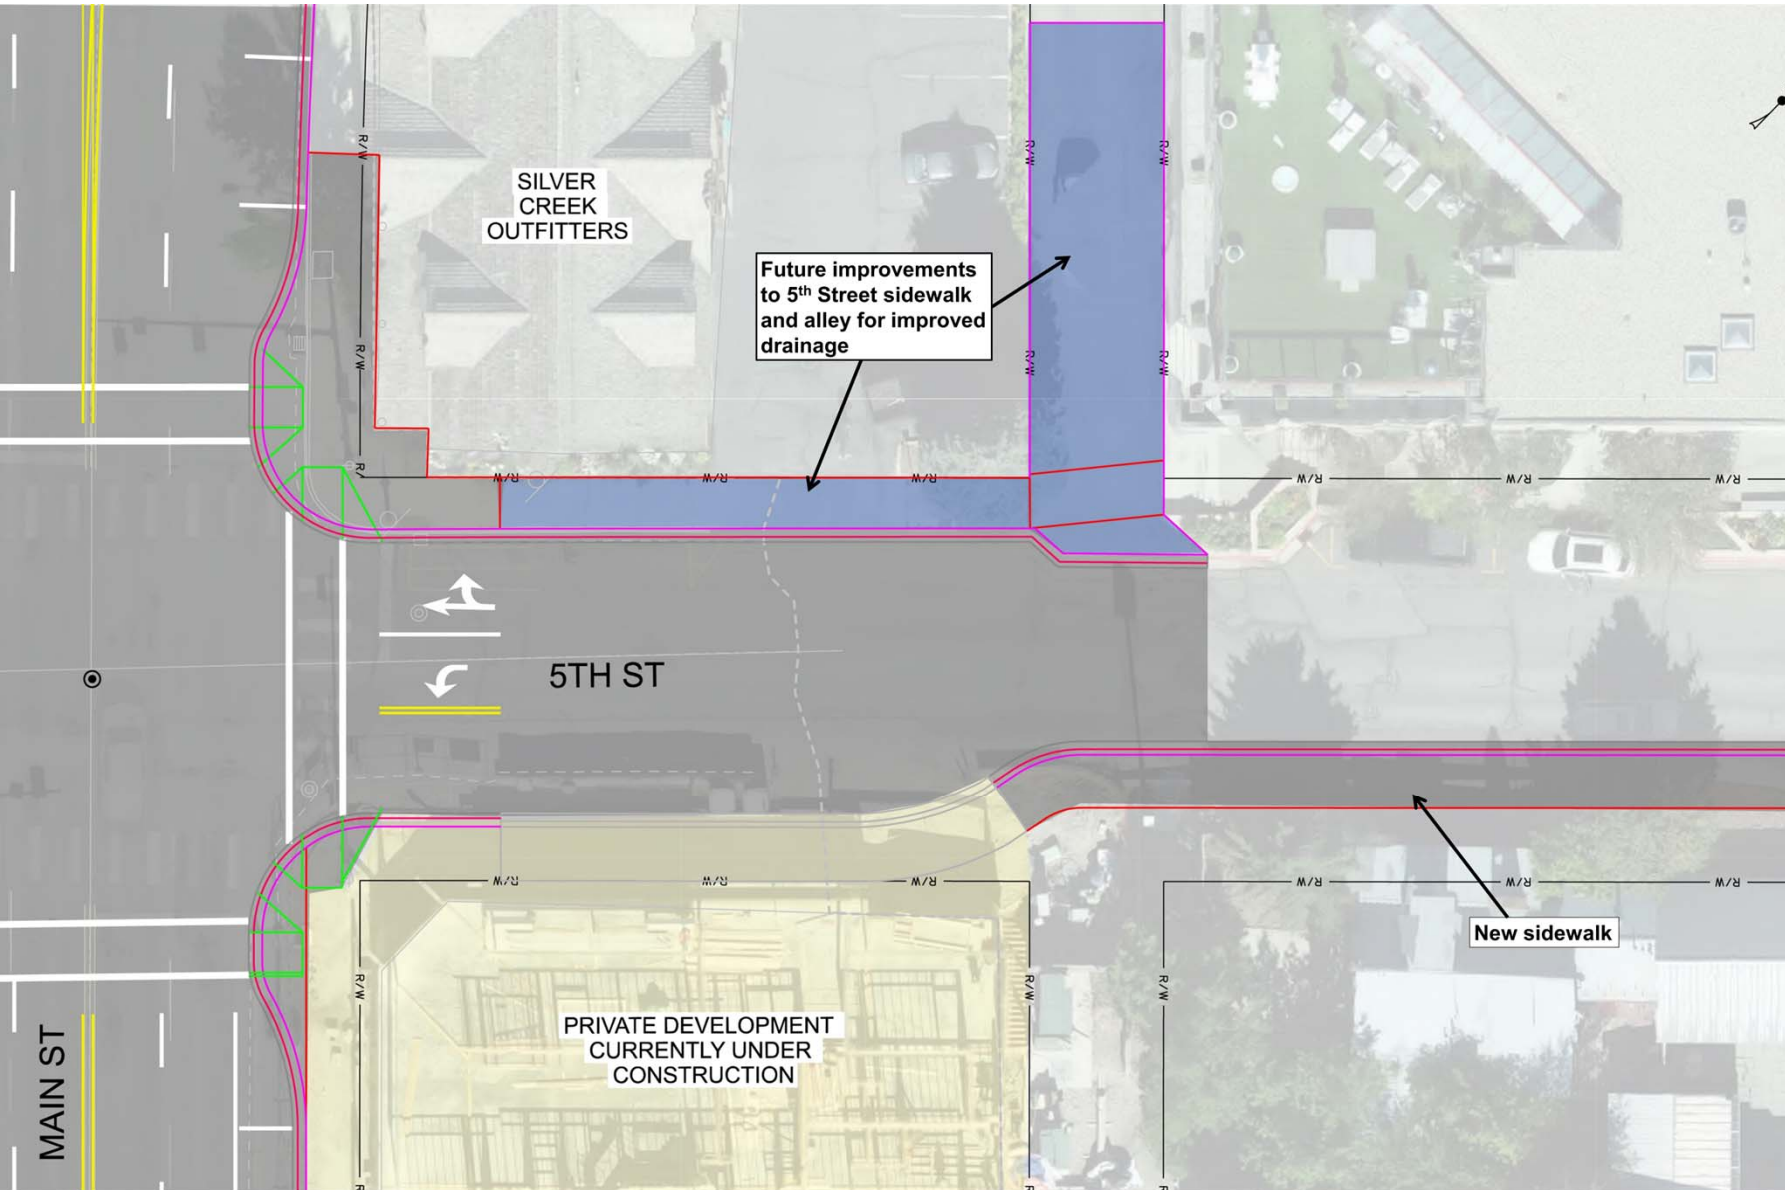 R/W
R/W
R/W
SILVER
CREEK
OUTFITTERS
Future improvements
to 5th Street sidewalk
and alley for improved
drainage
R/W
R/W
R/W
R/
R/W
R/W
R/W
R/W
R/W
R/W
5TH ST
R/W
R/W
R/W
R/W
R/W
R/W
New sidewalk
R/W
R/W
R/W
PRIVATE DEVELOPMENT
CURRENTLY UNDER
CONSTRUCTION
MAIN ST